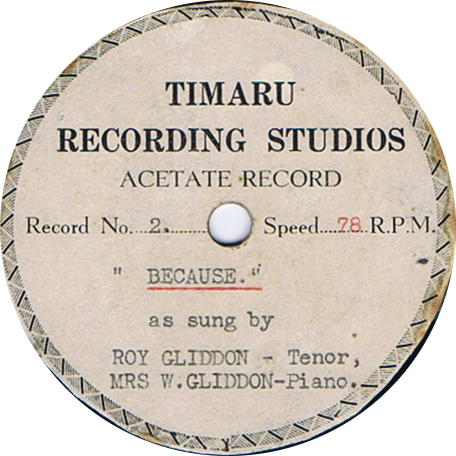 TIMARU
RECORDING STUDIOS
ACETATE RECORD
Record No. ...2......... Speed....78..R.P.M.
" BECAUSE."
as sung by
ROY GLIDDON - Tenor,
MRS W.GLIDDON-Piano.